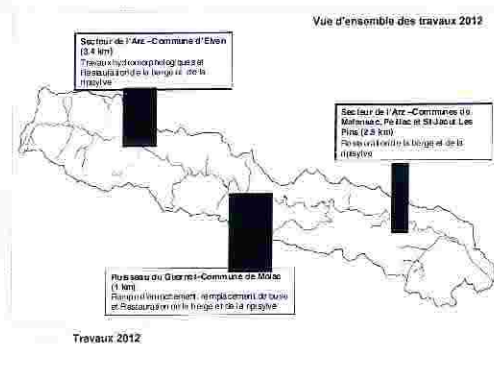 Vue d'ensemble des travaux 2012
Secteur de l'Arz –Commune d'Elven
(3.4 km)
Travaux hydromorphologiques et
Restauration de la berge et de la
ripisylve
Secteur de l'Arz –Communes de
Malansac, Peillac et St Jacut Les
Pins (2.9 km)
Restauration de la berge et de la
ripisylve
Ruisseau du –Commune de Molac
(1 km)
Rampe d'enrochement, remplacement de buse
et Restauration de la berge et de la ripisylve
Travaux 2012